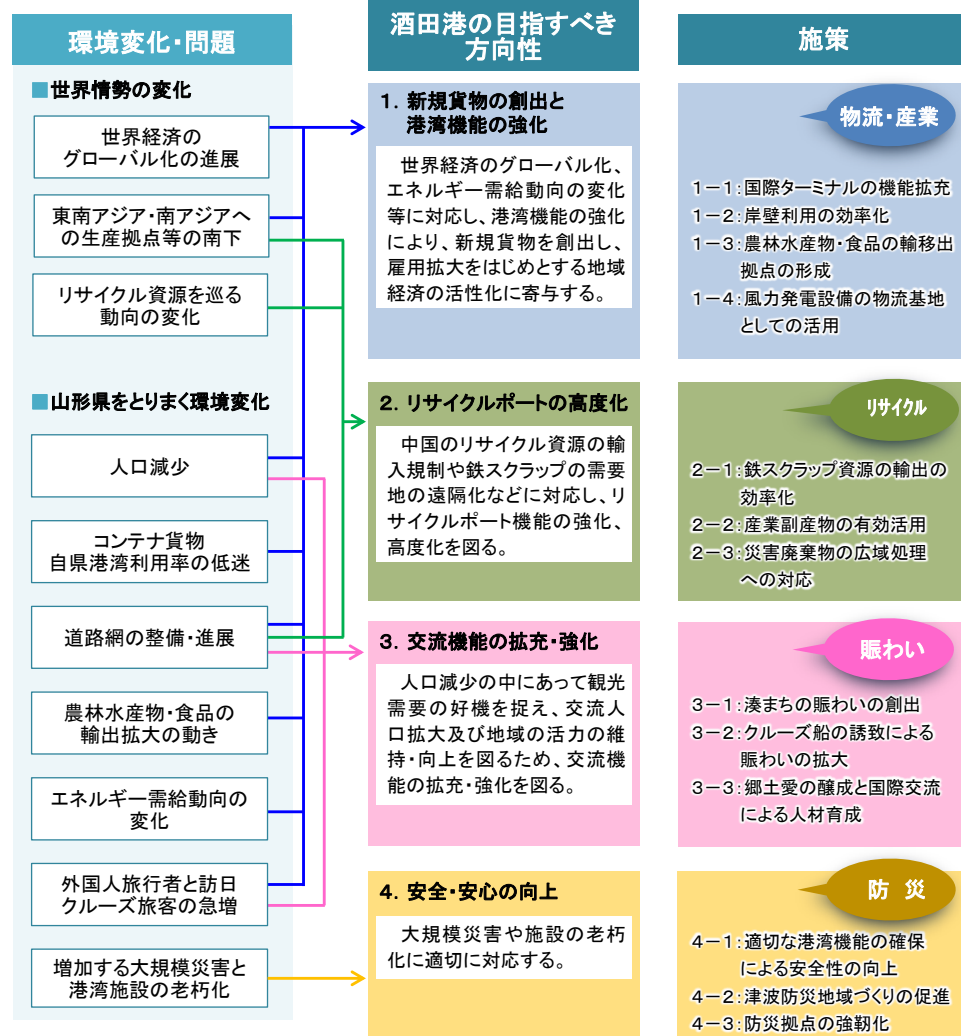 環境変化・問題
■世界情勢の変化
世界経済の
グローバル化の進展
東南アジア・南アジアへ
の生産拠点等の南下
リサイクル資源を巡る
動向の変化
■山形県をとりまく環境変化
人口減少
コンテナ貨物
自県港湾利用率の低迷
道路網の整備・進展
農林水産物・食品の
輸出拡大の動き
エネルギー需給動向の
変化
外国人旅行者と訪日
クルーズ旅客の急増
増加する大規模災害と
港湾施設の老朽化
酒田港の目指すべき
方向性
1．新規貨物の創出と
港湾機能の強化
世界経済のグローバル化、
エネルギー需給動向の変化
等に対応し、港湾機能の強化
により、新規貨物を創出し、
雇用拡大をはじめとする地域
経済の活性化に寄与する。
2．リサイクルポートの高度化
中国のリサイクル資源の輸
入規制や鉄スクラップの需要
地の遠隔化などに対応し、リ
サイクルポート機能の強化、
高度化を図る。
3．交流機能の拡充・強化
人口減少の中にあって観光
需要の好機を捉え、交流人
口拡大及び地域の活力の維
持・向上を図るため、交流機
能の拡充・強化を図る。
4．安全・安心の向上
大規模災害や施設の老朽
化に適切に対応する。
施策
物流・産業
1－1：国際ターミナルの機能拡充
1－2：岸壁利用の効率化
1－3：農林水産物・食品の輸移出
拠点の形成
1－4：風力発電設備の物流基地
としての活用
リサイクル
2－1：鉄スクラップ資源の輸出の
効率化
2－2：産業副産物の有効活用
2－3：災害廃棄物の広域処理
への対応
賑わい
3－1：湊まちの賑わいの創出
3－2：クルーズ船の誘致による
賑わいの拡大
3－3：郷土愛の醸成と国際交流
による人材育成
防 災
4－1：適切な港湾機能の確保
による安全性の向上
4－2：津波防災地域づくりの促進
4－3：防災拠点の強靭化